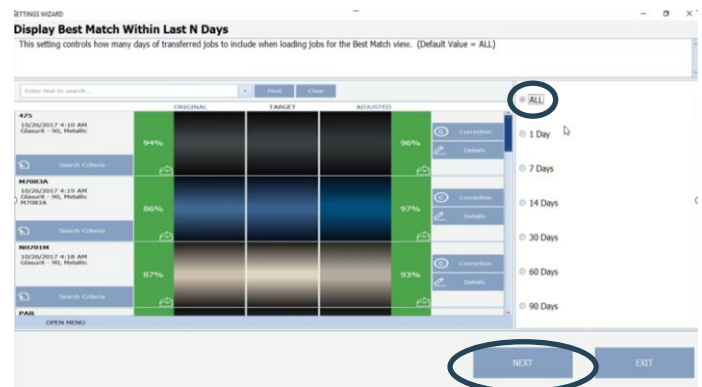 SETTINGS WIZARD
Display Best Match Within Last N Days
This setting controls how many days of transferred jobs to include when loading jobs for the Best Match view. (Default Value = ALL)
Enter text to search...
Find
Clear
ORIGINAL TARGET ADJUSTED
475
10/26/2017 4:10 AM
Glasurit - 90, Metallic
94%
96%
Correction
Details
Search Criteria
M7083A
10/26/2017 4:19 AM
Glasurit - 90, Metallic
M7083A
86%
97%
Correction
Details
Search Criteria
NH701M
10/26/2017 4:18 AM
Glasurit - 90, Metallic
87%
93%
Correction
Details
Search Criteria
PAR
OPEN MENU
ALL
1 Day
7 Days
14 Days
30 Days
60 Days
90 Days
NEXT
EXIT